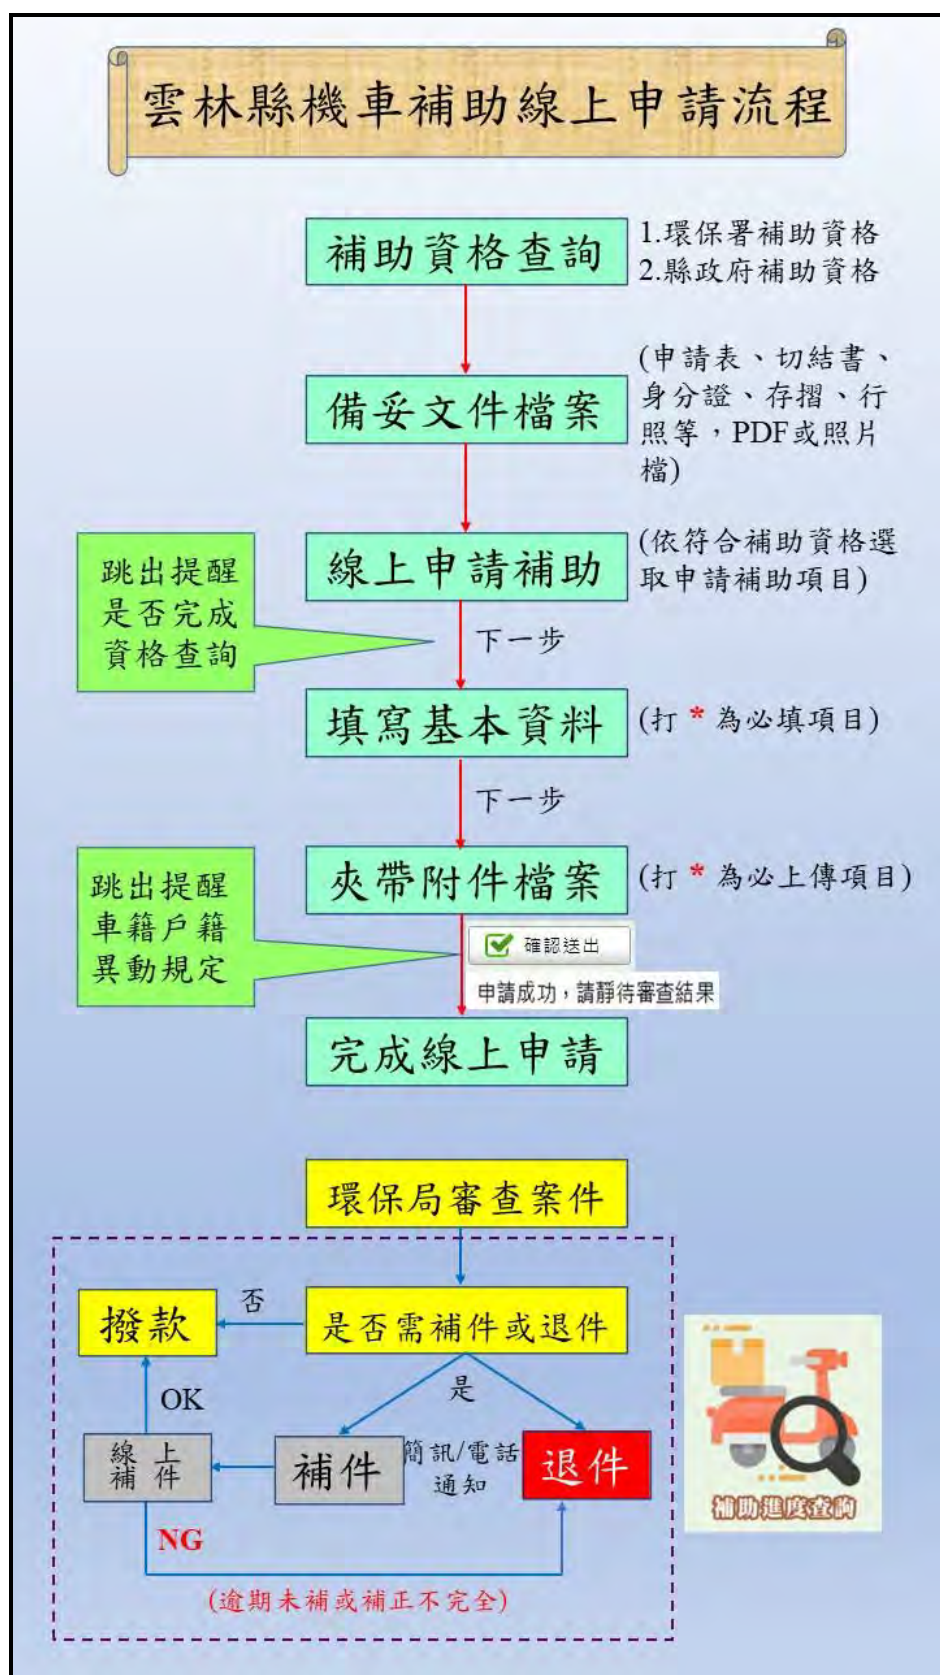 雲林縣機車補助線上申請流程
補助資格查詢
1.環保署補助資格
2.縣政府補助資格
備妥文件檔案
(申請表、切結書、
身分證、存摺、行
照等，PDF或照片
檔)
跳出提醒
是否完成
資格查詢
線上申請補助
(依符合補助資格選
取申請補助項目)
下一步
填寫基本資料
(打 * 為必填項目)
下一步
跳出提醒
車籍戶籍
異動規定
夾帶附件檔案
(打 * 為必上傳項目)
確認送出
申請成功，請靜待審查結果
完成線上申請
環保局審查案件
撥款
否
是否需補件或退件
是
OK
線上
補件
補件
簡訊/電話
通知
退件
NG
(逾期未補或補正不完全)
補助進度查詢